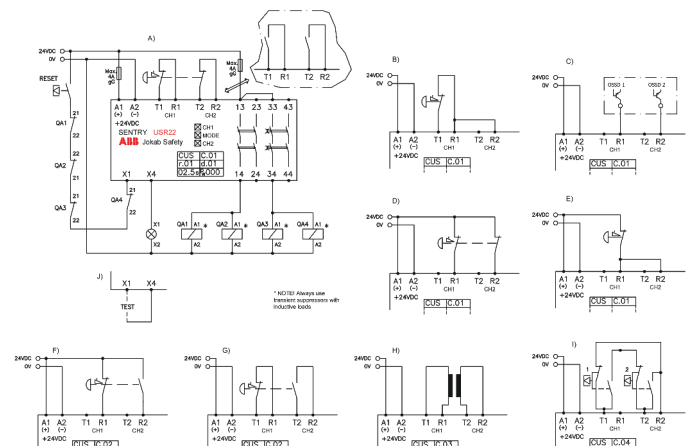 A)
24VDC
0V
RESET
Max. 4A gG
Max. 4A gG
T1 R1 T2 R2
A1 A2 T1 R1 T2 R2 13 23 33 43
(+) (−) CH1 CH2
+24VDC
SENTRY USR22
ABB Jokab Safety
CH1
MODE
CH2
CUS C.01
r.01 d.01
X1 X4 14 24 34 44
QA1 21 22
QA2 21 22
QA3 21 22
QA4 21 22
X1 X2
QA1 A1 * A2
QA2 A1 * A2
QA3 A1 * A2
QA4 A1 * A2
* NOTE! Always use
transient suppressors with
inductive loads
B)
24VDC
0V
A1 A2 T1 R1 T2 R2
(+) (−) CH1 CH2
+24VDC
CUS C.01
C)
24VDC
0V
OSSD 1 OSSD 2
A1 A2 T1 R1 T2 R2
(+) (−) CH1 CH2
+24VDC
CUS C.01
D)
24VDC
0V
A1 A2 T1 R1 T2 R2
(+) (−) CH1 CH2
+24VDC
CUS C.01
E)
24VDC
0V
A1 A2 T1 R1 T2 R2
(+) (−) CH1 CH2
+24VDC
CUS C.01
J)
X1 X4
TEST
F)
24VDC
0V
A1 A2 T1 R1 T2 R2
(+) (−) CH1 CH2
+24VDC
CUS C.02
G)
24VDC
0V
A1 A2 T1 R1 T2 R2
(+) (−) CH1 CH2
+24VDC
CUS C.02
H)
24VDC
0V
A1 A2 T1 R1 T2 R2
(+) (−) CH1 CH2
+24VDC
CUS C.03
I)
24VDC
0V
1 2
A1 A2 T1 R1 T2 R2
(+) (−) CH1 CH2
+24VDC
CUS C.04